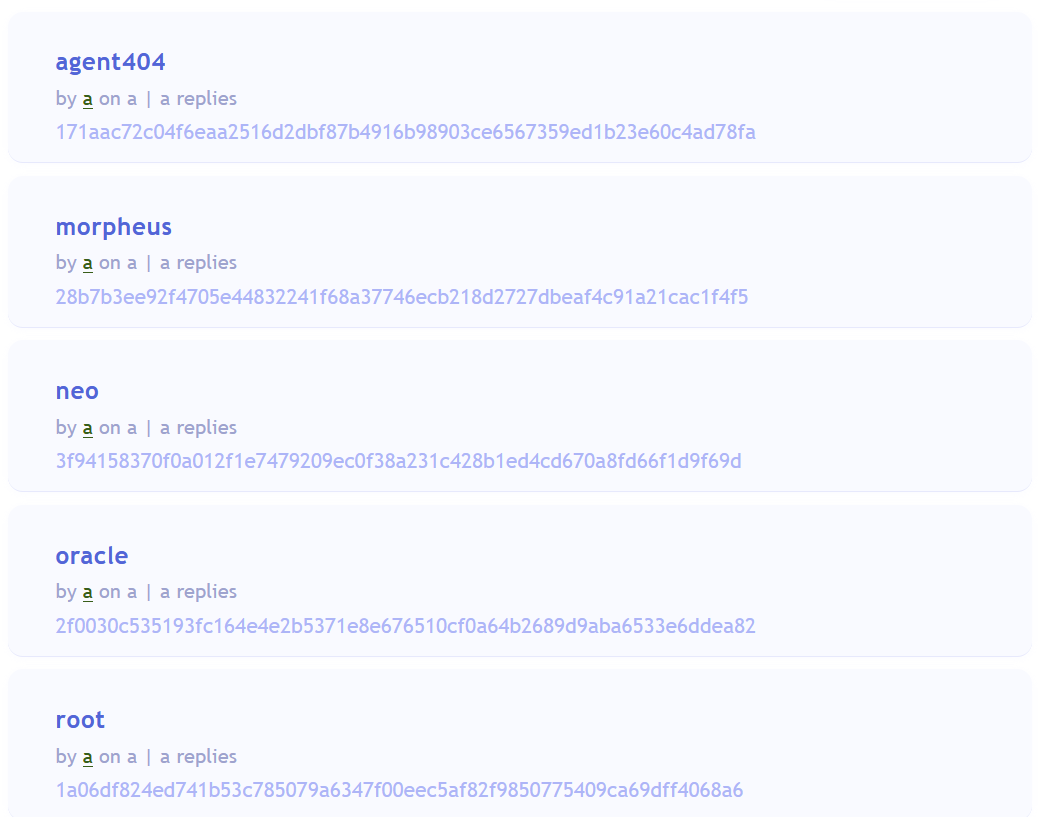 agent404
by a on a | a replies
171aac72c04f6eaa2516d2dbf87b4916b98903ce6567359ed1b23e60c4ad78fa
morpheus
by a on a | a replies
28b7b3ee92f4705e44832241f68a37746ecb218d2727dbeaf4c91a21cac1f4f5
neo
by a on a | a replies
3f94158370f0a012f1e7479209ec0f38a231c428b1ed4cd670a8fd66f1d9f69d
oracle
by a on a | a replies
2f0030c535193fc164e4e2b5371e8e676510cf0a64b2689d9aba6533e6ddea82
root
by a on a | a replies
1a06df824ed741b53c785079a6347f00eec5af82f9850775409ca69dff4068a6